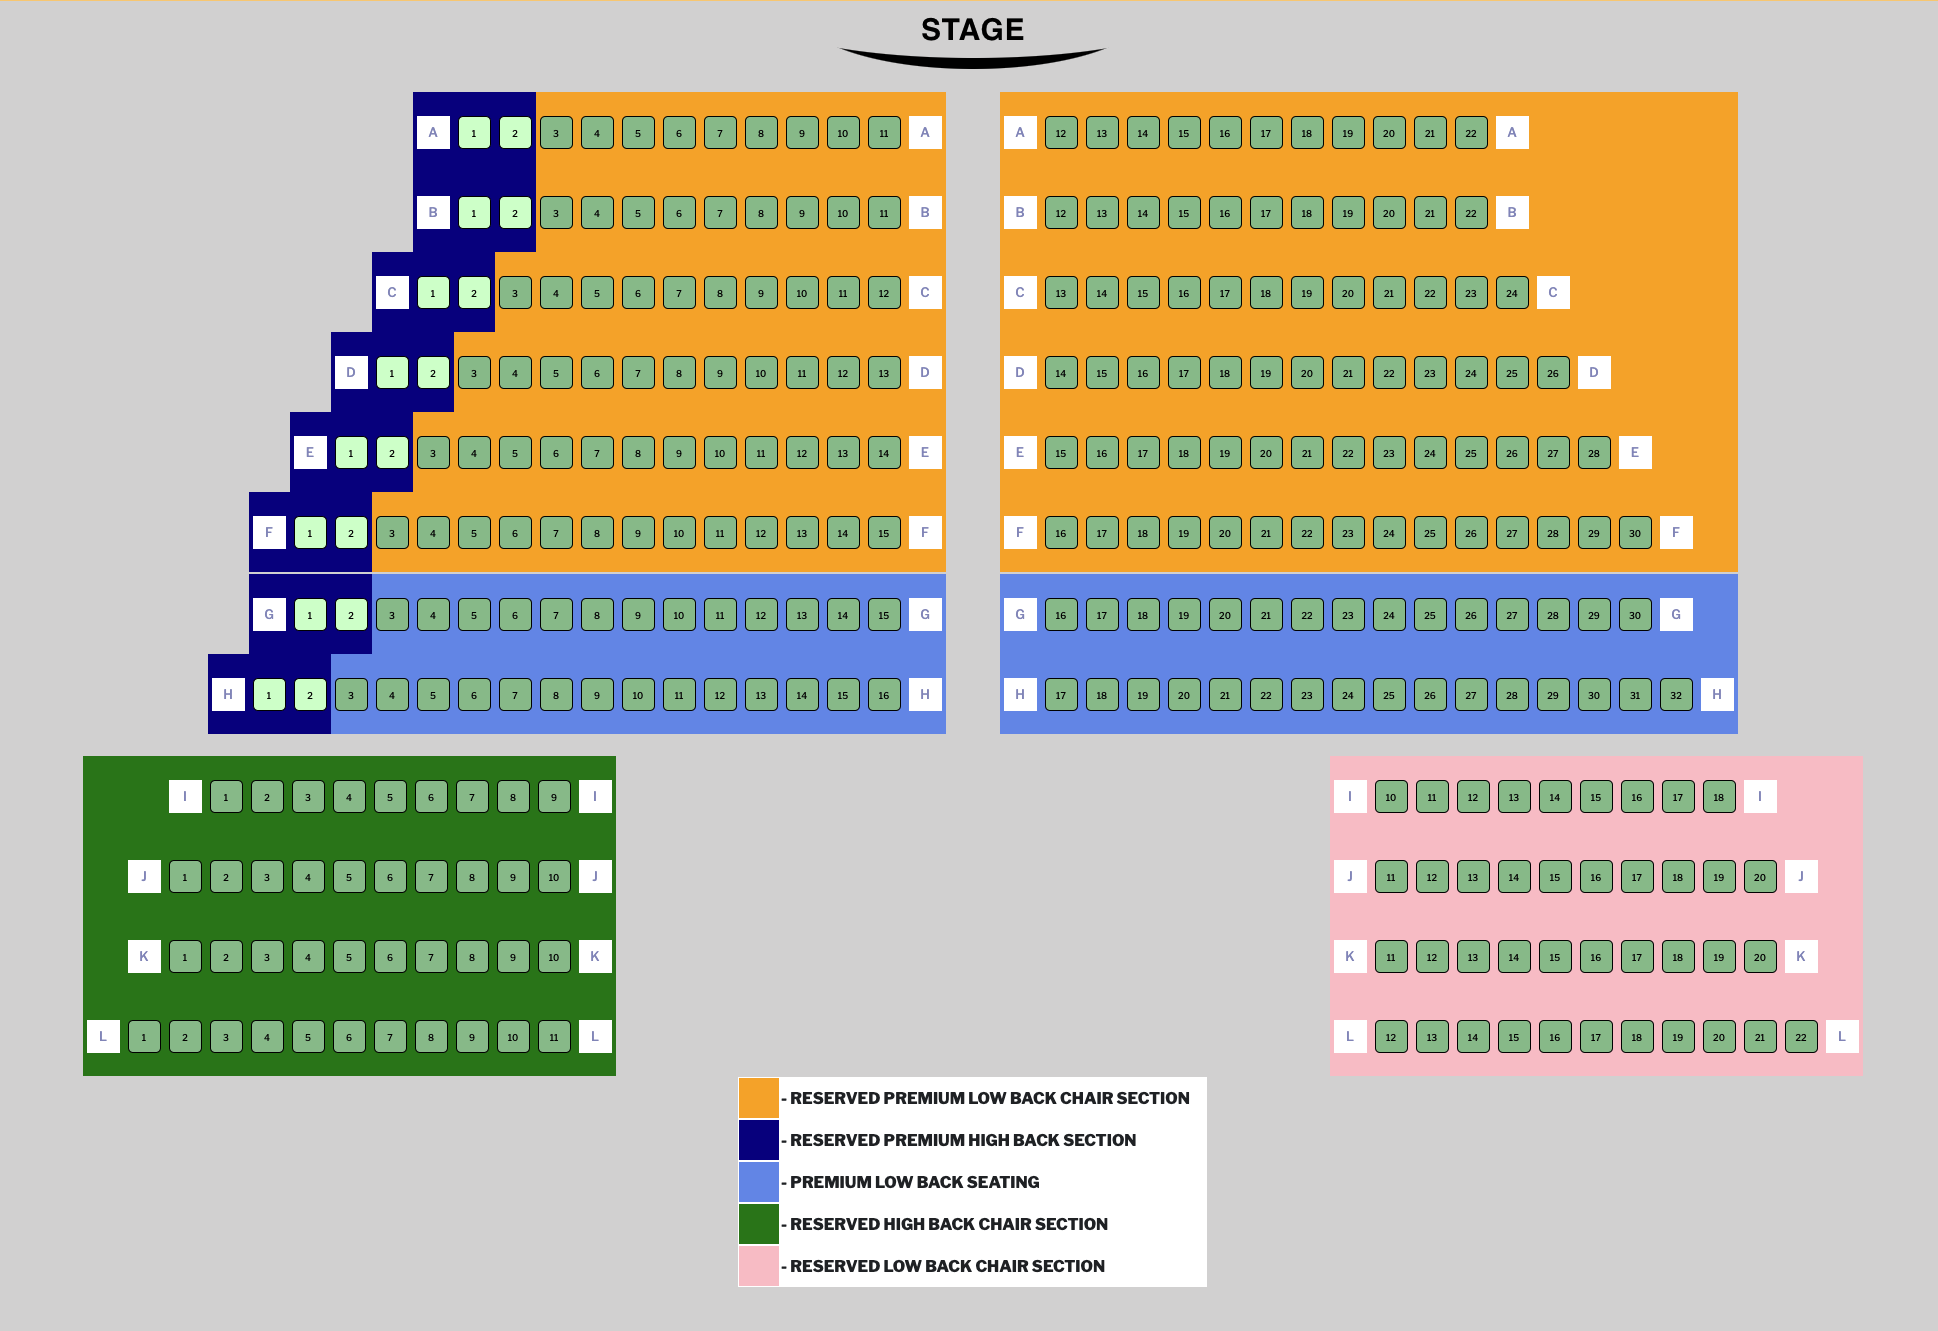 STAGE
A 1 2 3 4 5 6 7 8 9 10 11 A A 12 13 14 15 16 17 18 19 20 21 22 A
B 1 2 3 4 5 6 7 8 9 10 11 B B 12 13 14 15 16 17 18 19 20 21 22 B
C 1 2 3 4 5 6 7 8 9 10 11 12 C C 13 14 15 16 17 18 19 20 21 22 23 24 C
D 1 2 3 4 5 6 7 8 9 10 11 12 13 D D 14 15 16 17 18 19 20 21 22 23 24 25 26 D
E 1 2 3 4 5 6 7 8 9 10 11 12 13 14 E E 15 16 17 18 19 20 21 22 23 24 25 26 27 28 E
F 1 2 3 4 5 6 7 8 9 10 11 12 13 14 15 F F 16 17 18 19 20 21 22 23 24 25 26 27 28 29 30 F
G 1 2 3 4 5 6 7 8 9 10 11 12 13 14 15 G G 16 17 18 19 20 21 22 23 24 25 26 27 28 29 30 G
H 1 2 3 4 5 6 7 8 9 10 11 12 13 14 15 16 H H 17 18 19 20 21 22 23 24 25 26 27 28 29 30 31 32 H
I 1 2 3 4 5 6 7 8 9 I I 10 11 12 13 14 15 16 17 18 I
J 1 2 3 4 5 6 7 8 9 10 J J 11 12 13 14 15 16 17 18 19 20 J
K 1 2 3 4 5 6 7 8 9 10 K K 11 12 13 14 15 16 17 18 19 20 K
L 1 2 3 4 5 6 7 8 9 10 11 L L 12 13 14 15 16 17 18 19 20 21 22 L
- RESERVED PREMIUM LOW BACK CHAIR SECTION
- RESERVED PREMIUM HIGH BACK SECTION
- PREMIUM LOW BACK SEATING
- RESERVED HIGH BACK CHAIR SECTION
- RESERVED LOW BACK CHAIR SECTION